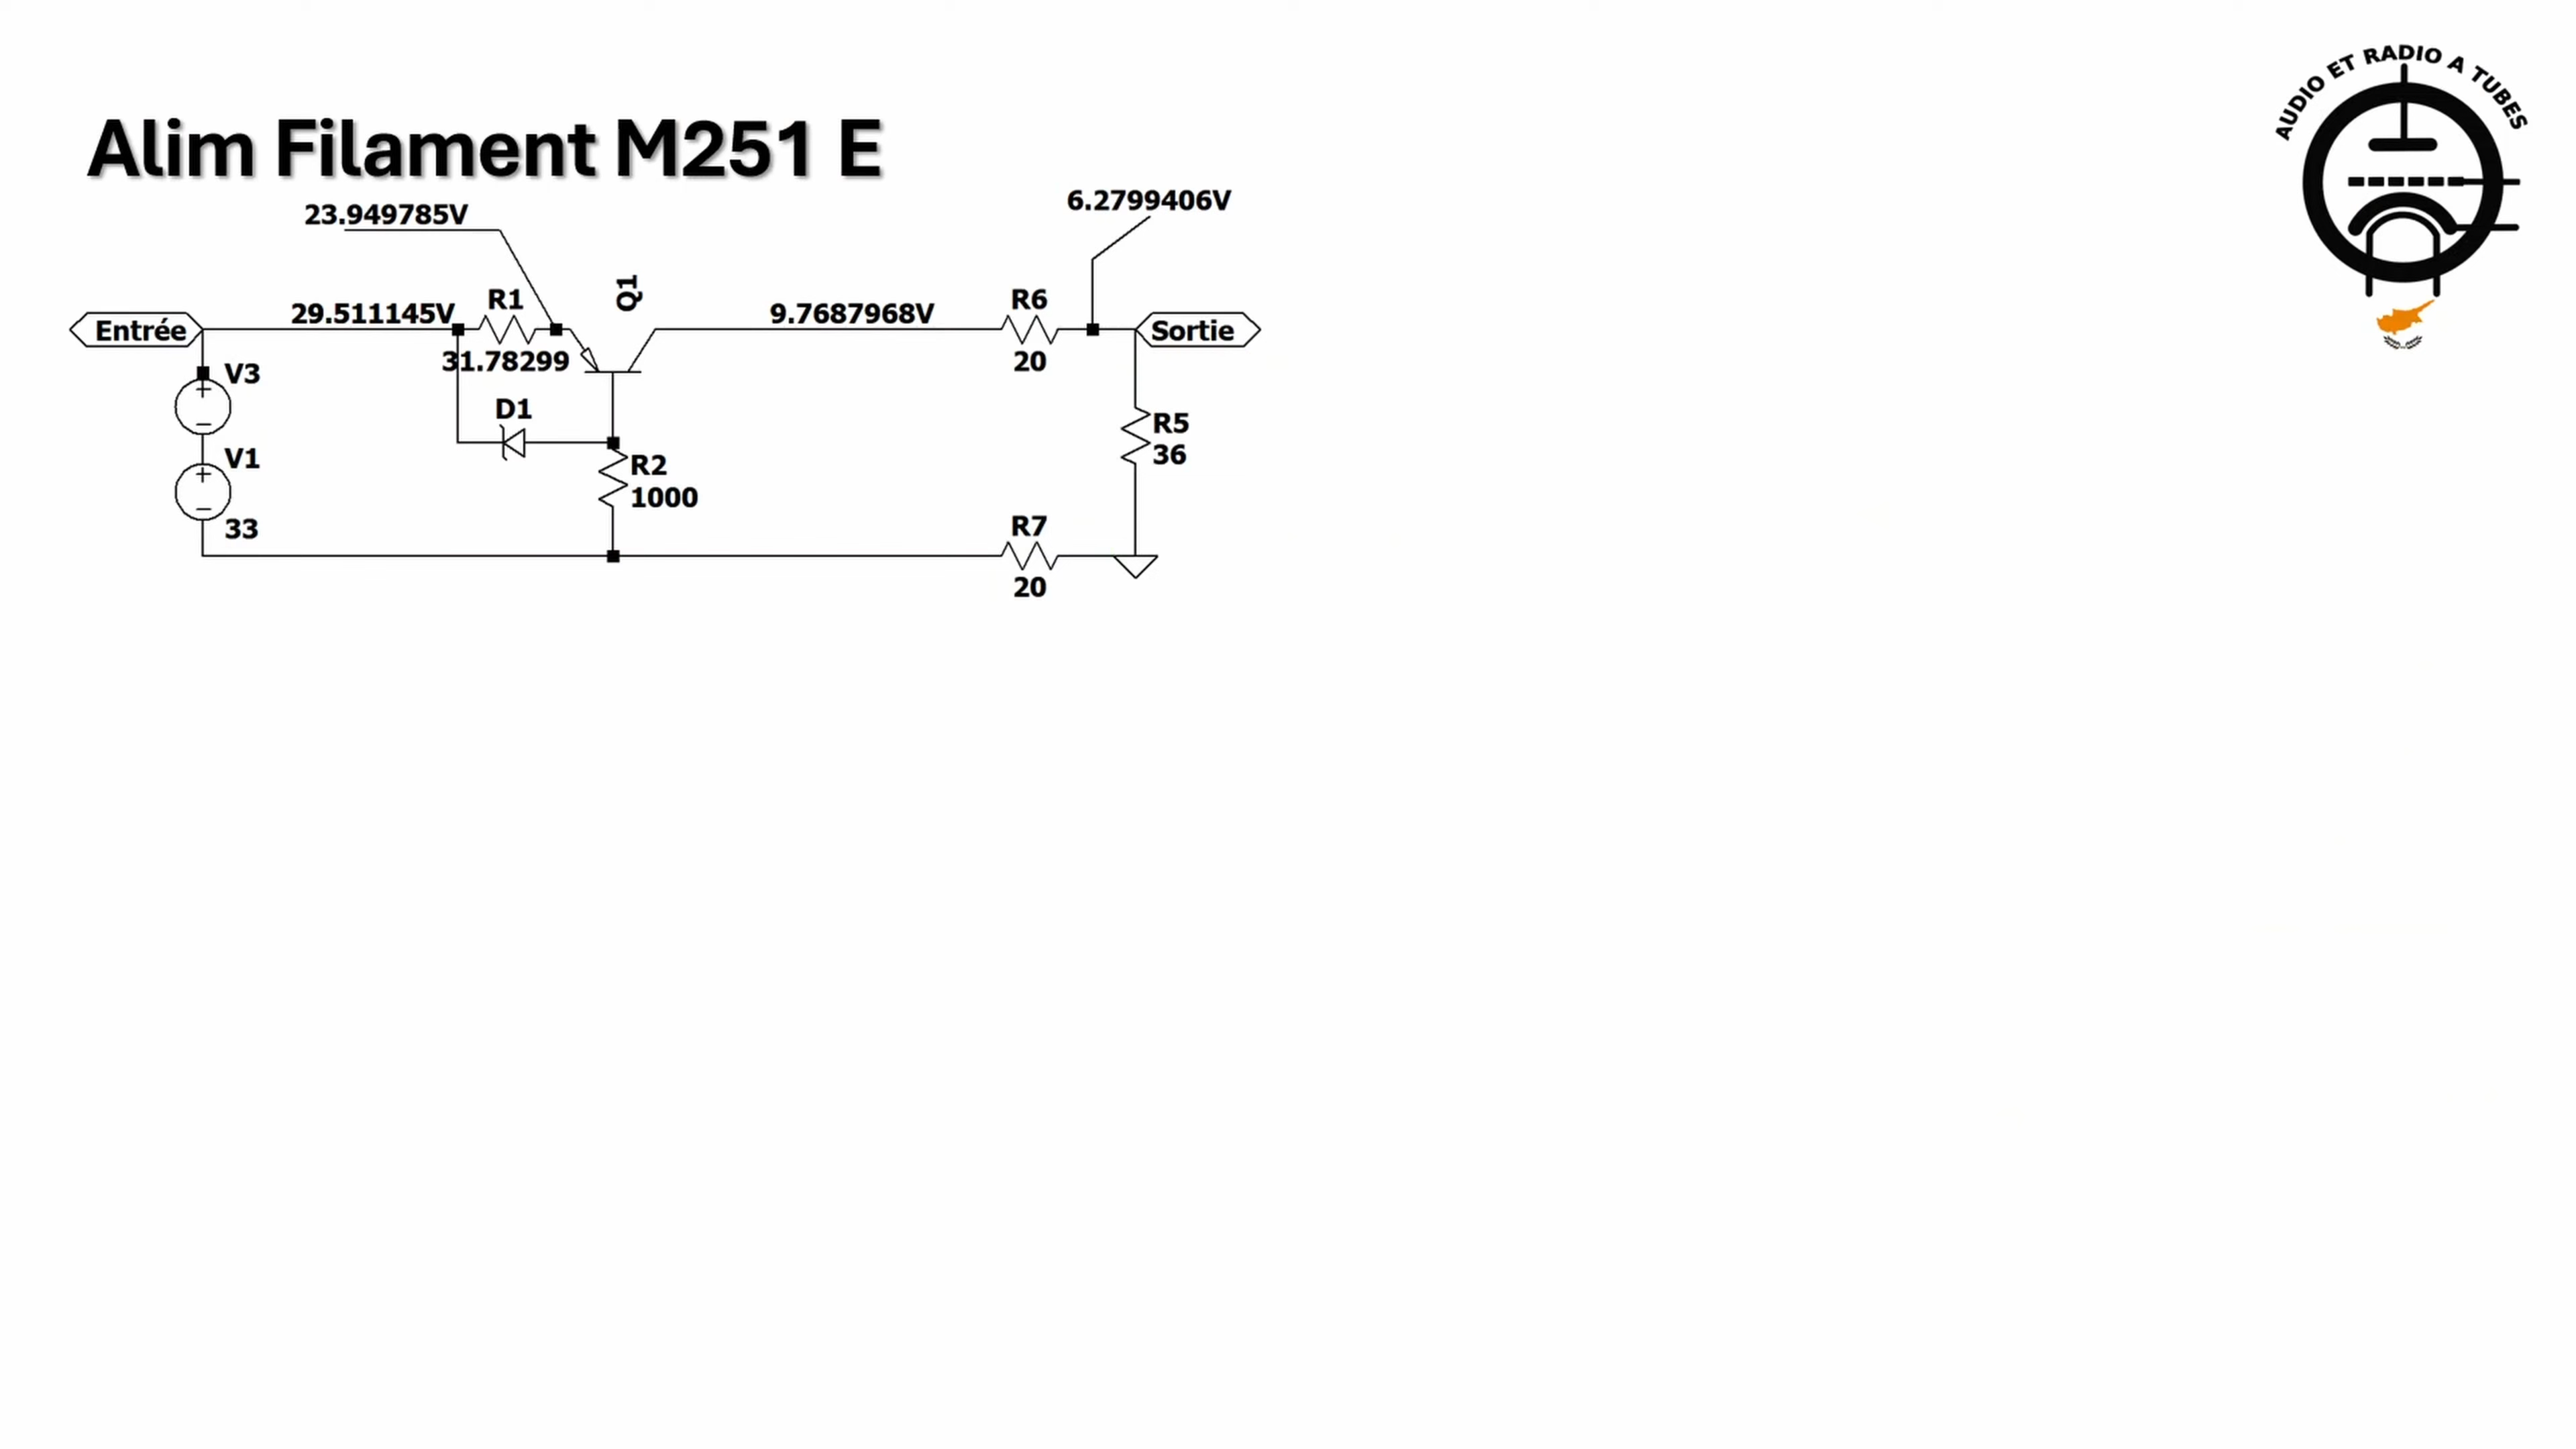 AUDIO ET RADIO A TUBES
Alim Filament M251 E
23.949785V
6.2799406V
Q1
29.511145V
R1
9.7687968V
R6
Entrée
Sortie
31.78299
20
V3
+
−
D1
R5
36
V1
+
−
R2
1000
33
R7
20